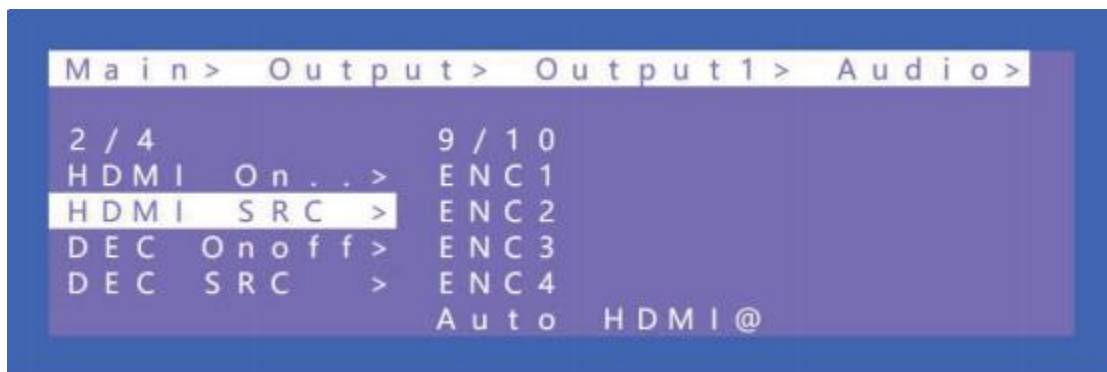 Main> Output> Output1> Audio>
2/4 9/10
HDMI On..> ENC1
HDMI SRC > ENC2
DEC Onoff> ENC3
DEC SRC > ENC4
Auto HDMI@